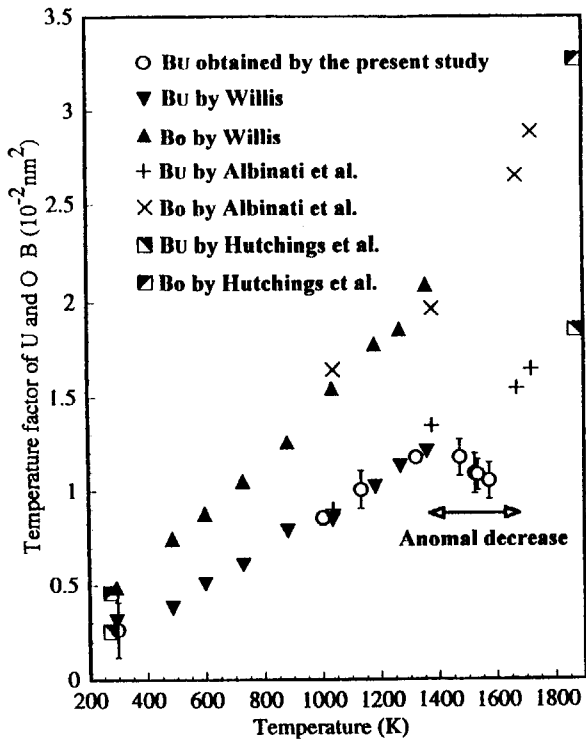 3.5
3
2.5
2
1.5
1
0.5
0
Temperature factor of U and O B (10⁻²nm²)
BU obtained by the present study
BU by Willis
BO by Willis
BU by Albinati et al.
BO by Albinati et al.
BU by Hutchings et al.
BO by Hutchings et al.
Anomal decrease
200 400 600 800 1000 1200 1400 1600 1800
Temperature (K)